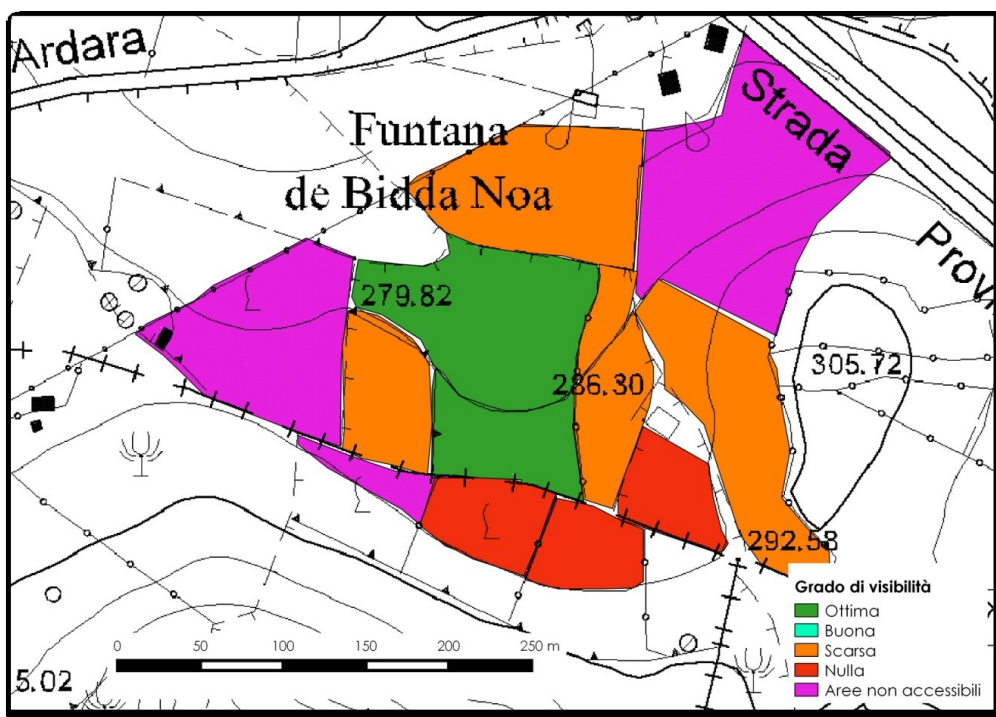 Ardara
Strada
Funtana
de Bidda Noa
Prov
279.82
305.72
286.30
292.58
Grado di visibilità
Ottima
Buona
Scarsa
Nulla
Aree non accessibili
0 50 100 150 200 250 m
5.02